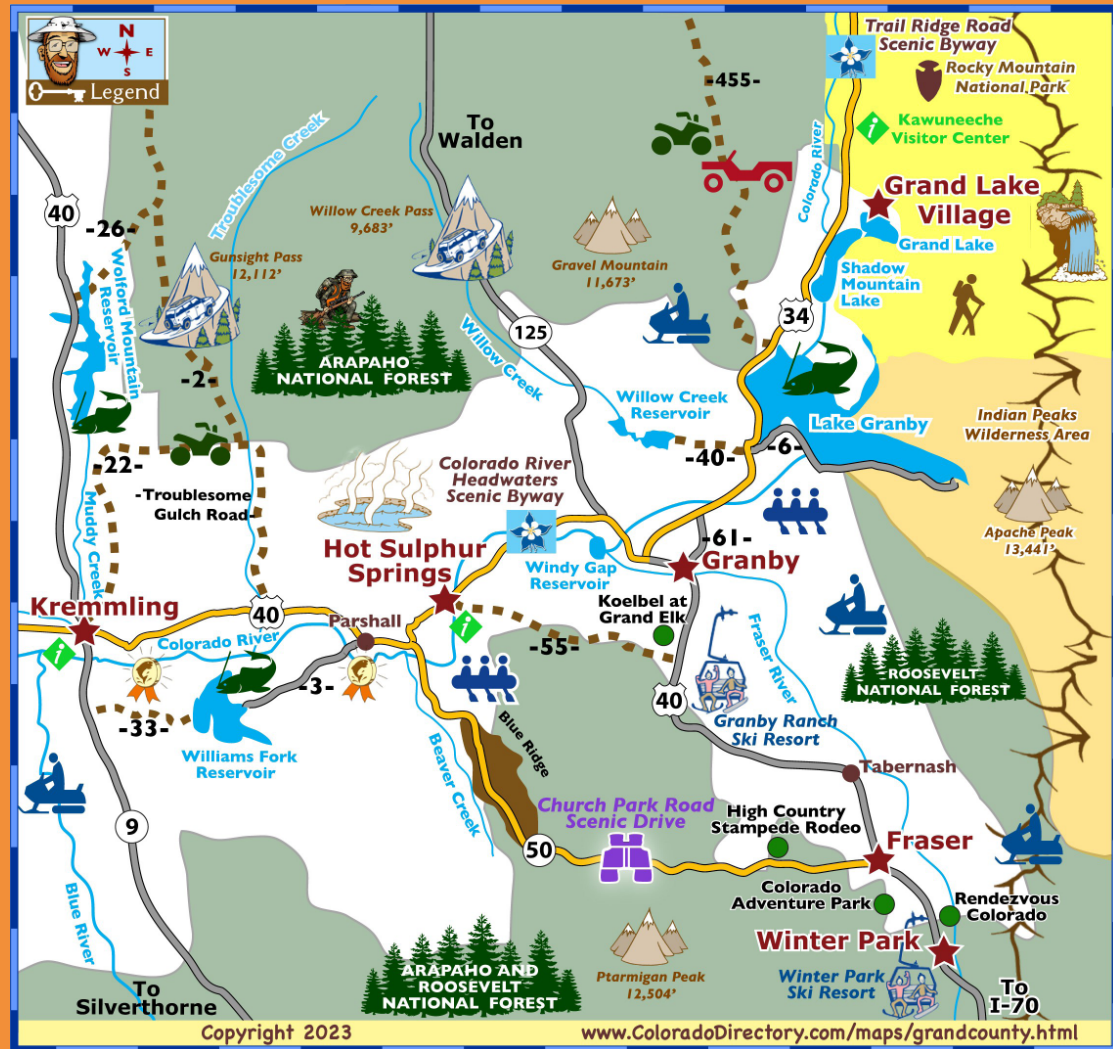 N
W E
S
Legend
Trail Ridge Road
Scenic Byway
Rocky Mountain
National Park
-455-
To
Walden
Kawuneeche
Visitor Center
Troublesome Creek
Colorado River
Grand Lake
Village
40
Willow Creek Pass
9,683'
-26-
Grand Lake
Gunsight Pass
12,112'
Gravel Mountain
11,673'
Shadow
Mountain
Lake
Wolford Mountain
Reservoir
34
125
ARAPAHO
NATIONAL FOREST
Willow Creek
-2-
Willow Creek
Reservoir
Lake Granby
Indian Peaks
Wilderness Area
-40-
-6-
-22-
Colorado River
Headwaters
Scenic Byway
-Troublesome
Gulch Road-
Muddy Creek
Apache Peak
13,441'
-61-
Hot Sulphur
Springs
Windy Gap
Reservoir
Granby
Kremmling
40
Koelbel at
Grand Elk
Parshall
Colorado River
-55-
Fraser River
ROOSEVELT
NATIONAL FOREST
-3-
40
-33-
Blue Ridge
Granby Ranch
Ski Resort
Williams Fork
Reservoir
Beaver Creek
Tabernash
Church Park Road
Scenic Drive
High Country
Stampede Rodeo
9
50
Fraser
Colorado
Adventure Park
Rendezvous
Colorado
Blue River
Winter Park
ARAPAHO AND
ROOSEVELT
NATIONAL FOREST
Ptarmigan Peak
12,504'
Winter Park
Ski Resort
To
Silverthorne
To
I-70
Copyright 2023
www.ColoradoDirectory.com/maps/grandcounty.html